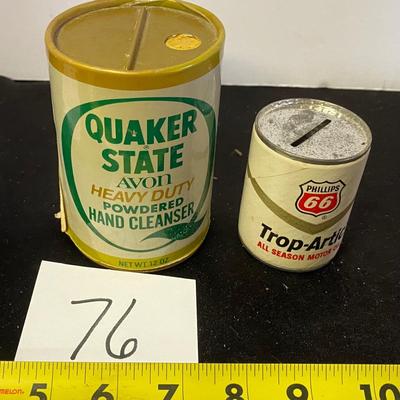 QUAKER
STATE
AVON
HEAVY DUTY
POWDERED
HAND CLEANSER
NET WT. 12 OZ.
PHILLIPS
66
Trop-Artic
ALL SEASON MOTOR
76
5 6 7 8 9 10